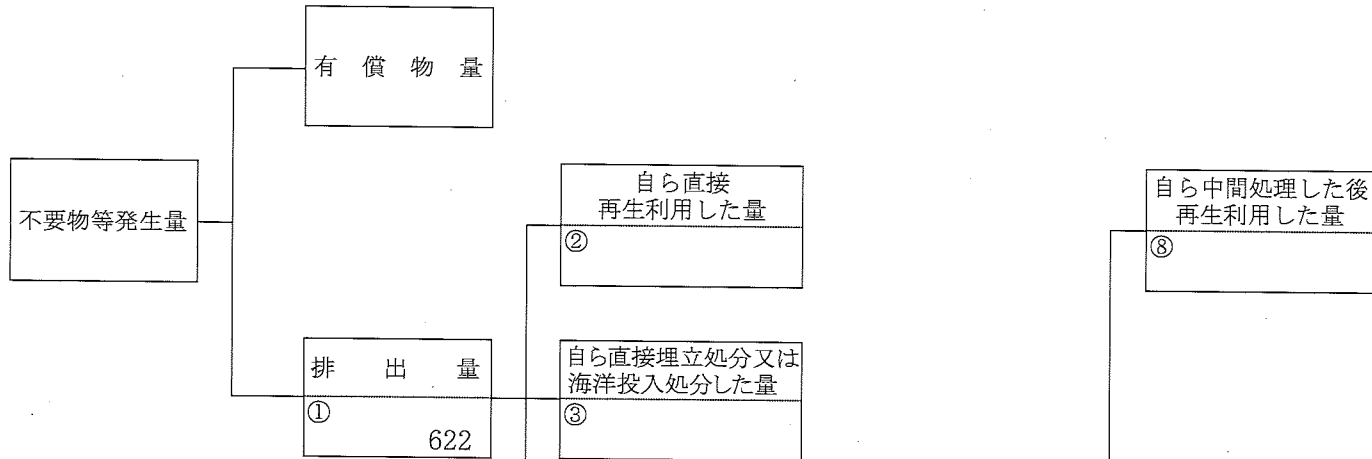 有償物量
不要物等発生量
自ら直接
再生利用した量
②
自ら中間処理した後
再生利用した量
⑧
排出量
①
622
自ら直接埋立処分又は
海洋投入処分した量
③